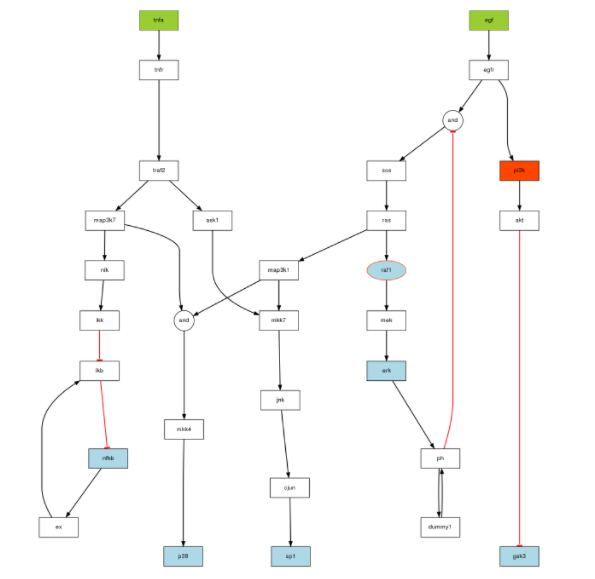 tnfa
egf
tnfr
egfr
and
traf2
sos
pi3k
map3k7
ask1
ras
akt
nik
map3k1
raf1
ikk
and
mkk7
mek
ikb
erk
jnk
mkk4
nfkb
ph
cjun
ex
dummy1
p38
ap1
gsk3